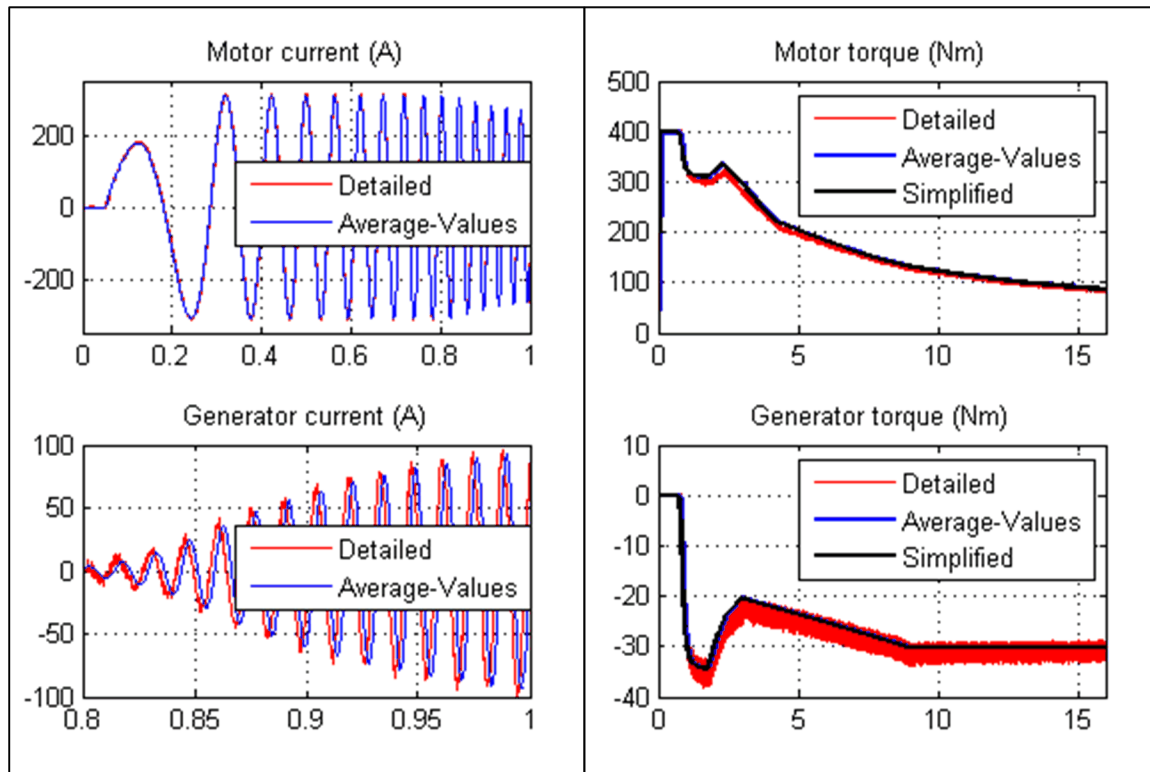 Motor current (A)
200
0
-200
Detailed
Average-Values
0 0.2 0.4 0.6 0.8 1
Motor torque (Nm)
500
400
300
200
100
0
Detailed
Average-Values
Simplified
0 5 10 15
Generator current (A)
100
50
0
-50
-100
Detailed
Average-Values
0.8 0.85 0.9 0.95 1
Generator torque (Nm)
10
0
-10
-20
-30
-40
Detailed
Average-Values
Simplified
0 5 10 15